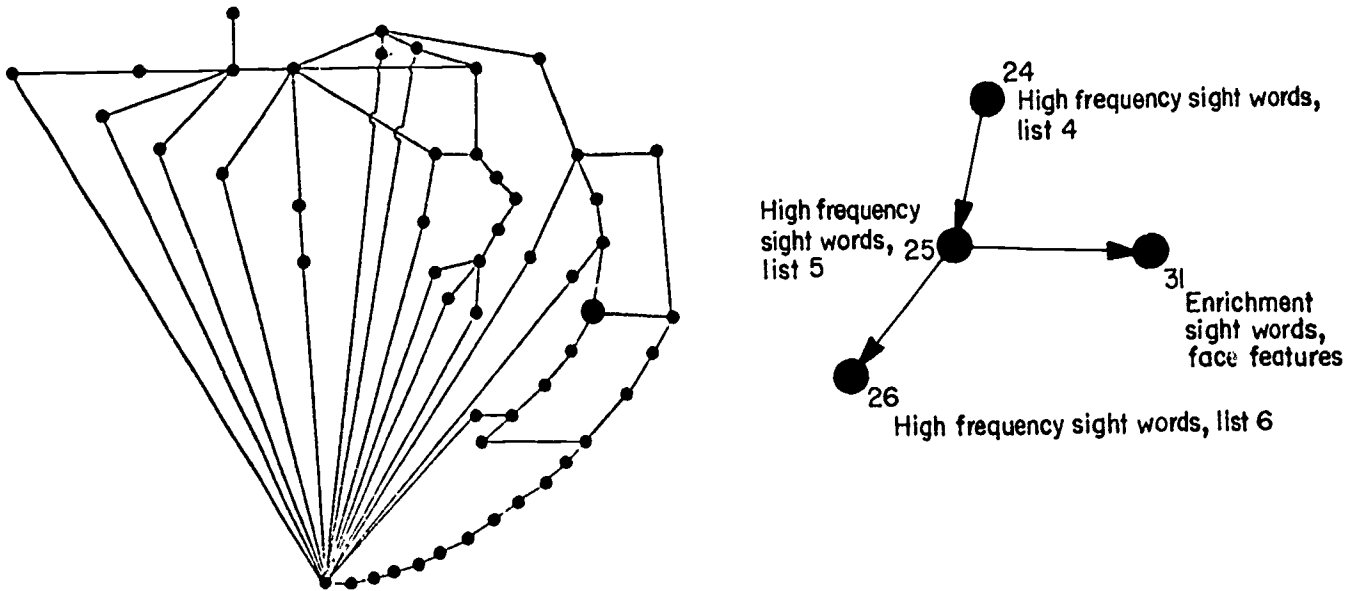 24
High frequency sight words,
list 4
High frequency
sight words,
list 5
25
31
Enrichment
sight words,
face features
26
High frequency sight words, list 6